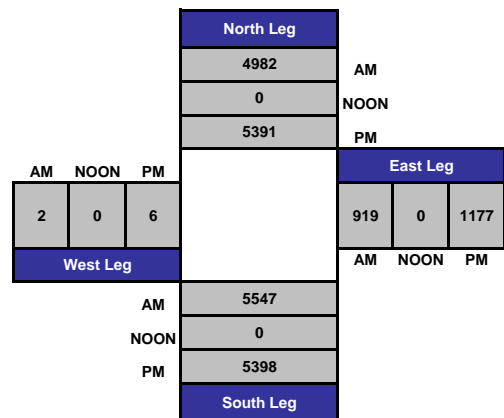 North Leg
4982 AM
0 NOON
5391 PM
AM NOON PM
East Leg
2 0 6
919 0 1177
West Leg
AM NOON PM
AM 5547
NOON 0
PM 5398
South Leg